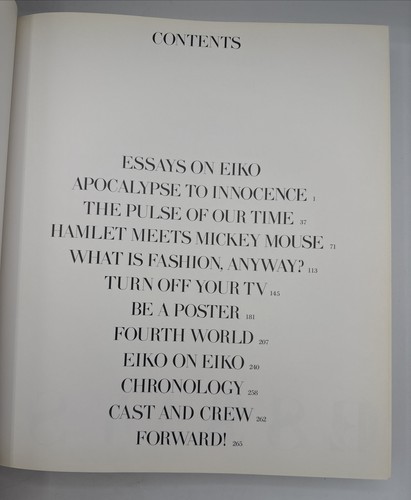 CONTENTS
ESSAYS ON EIKO
APOCALYPSE TO INNOCENCE 1
THE PULSE OF OUR TIME 37
HAMLET MEETS MICKEY MOUSE 71
WHAT IS FASHION, ANYWAY? 113
TURN OFF YOUR TV 145
BE A POSTER 181
FOURTH WORLD 207
EIKO ON EIKO 240
CHRONOLOGY 258
CAST AND CREW 262
FORWARD! 265